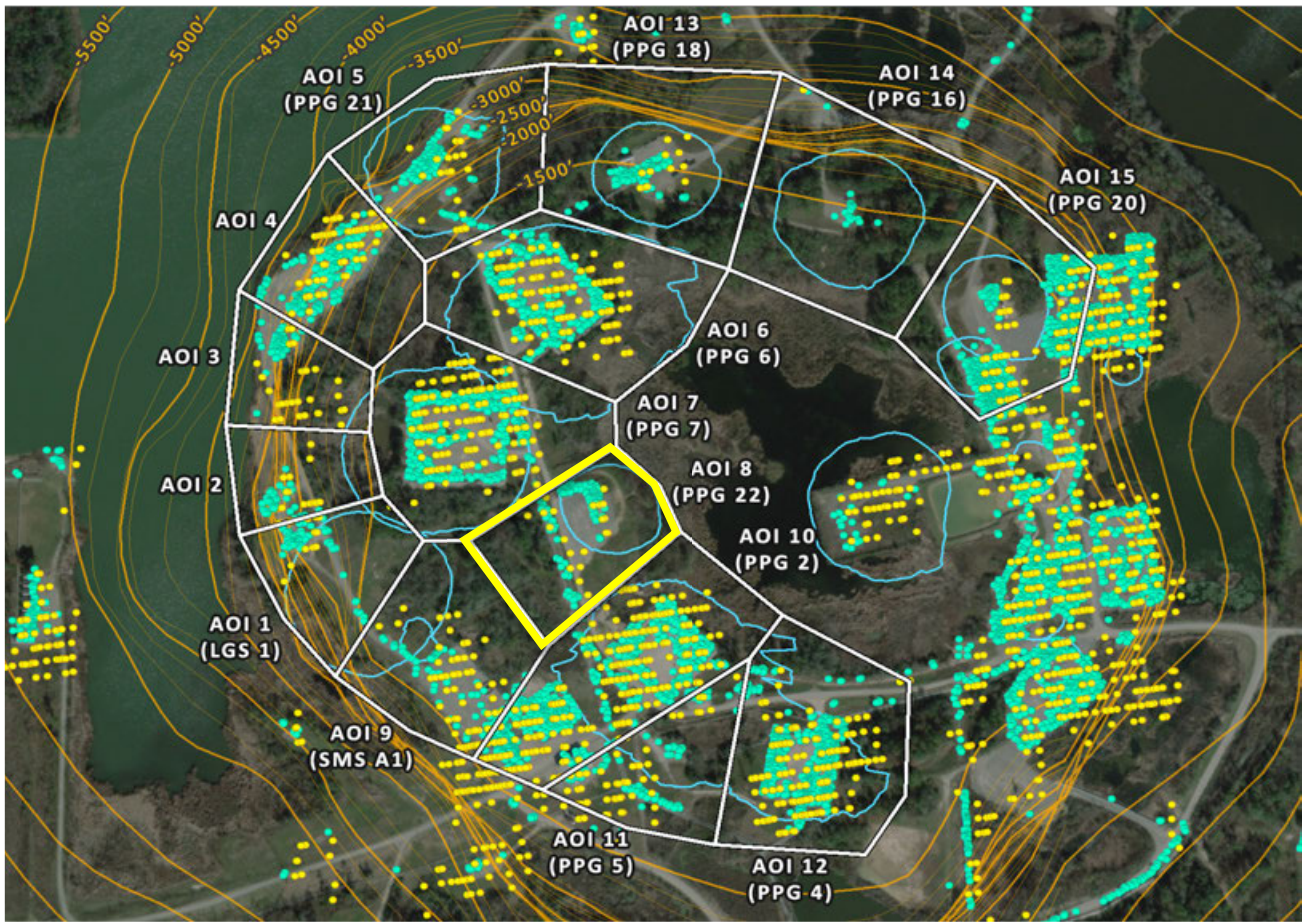 -5500'
-5000'
-4500'
-4000'
-3500'
-3000'
-2500'
-2000'
-1500'
AOI 13
(PPG 18)
AOI 5
(PPG 21)
AOI 14
(PPG 16)
AOI 15
(PPG 20)
AOI 4
AOI 6
(PPG 6)
AOI 3
AOI 7
(PPG 7)
AOI 2
AOI 8
(PPG 22)
AOI 10
(PPG 2)
AOI 1
(LGS 1)
AOI 9
(SMS A1)
AOI 11
(PPG 5)
AOI 12
(PPG 4)